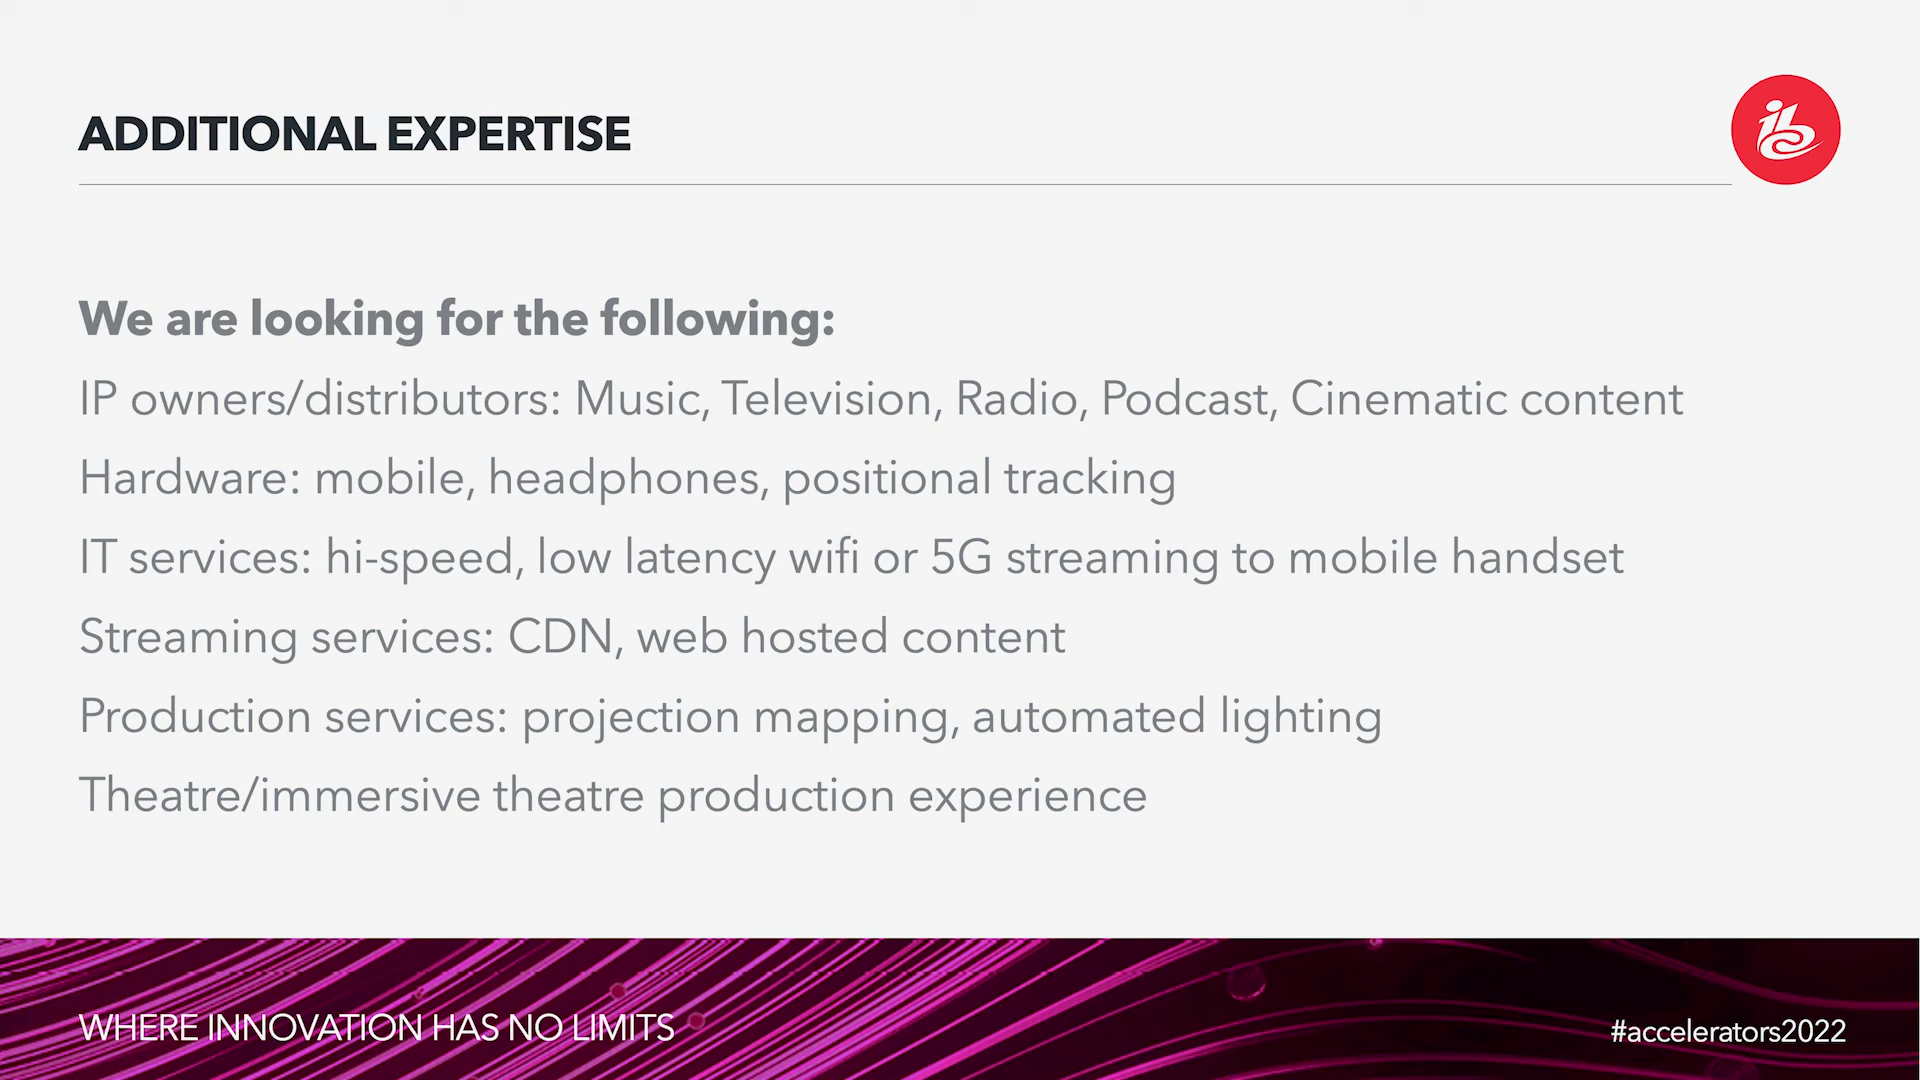 ADDITIONAL EXPERTISE
ibc
We are looking for the following:
IP owners/distributors: Music, Television, Radio, Podcast, Cinematic content
Hardware: mobile, headphones, positional tracking
IT services: hi-speed, low latency wifi or 5G streaming to mobile handset
Streaming services: CDN, web hosted content
Production services: projection mapping, automated lighting
Theatre/immersive theatre production experience
WHERE INNOVATION HAS NO LIMITS
#accelerators2022